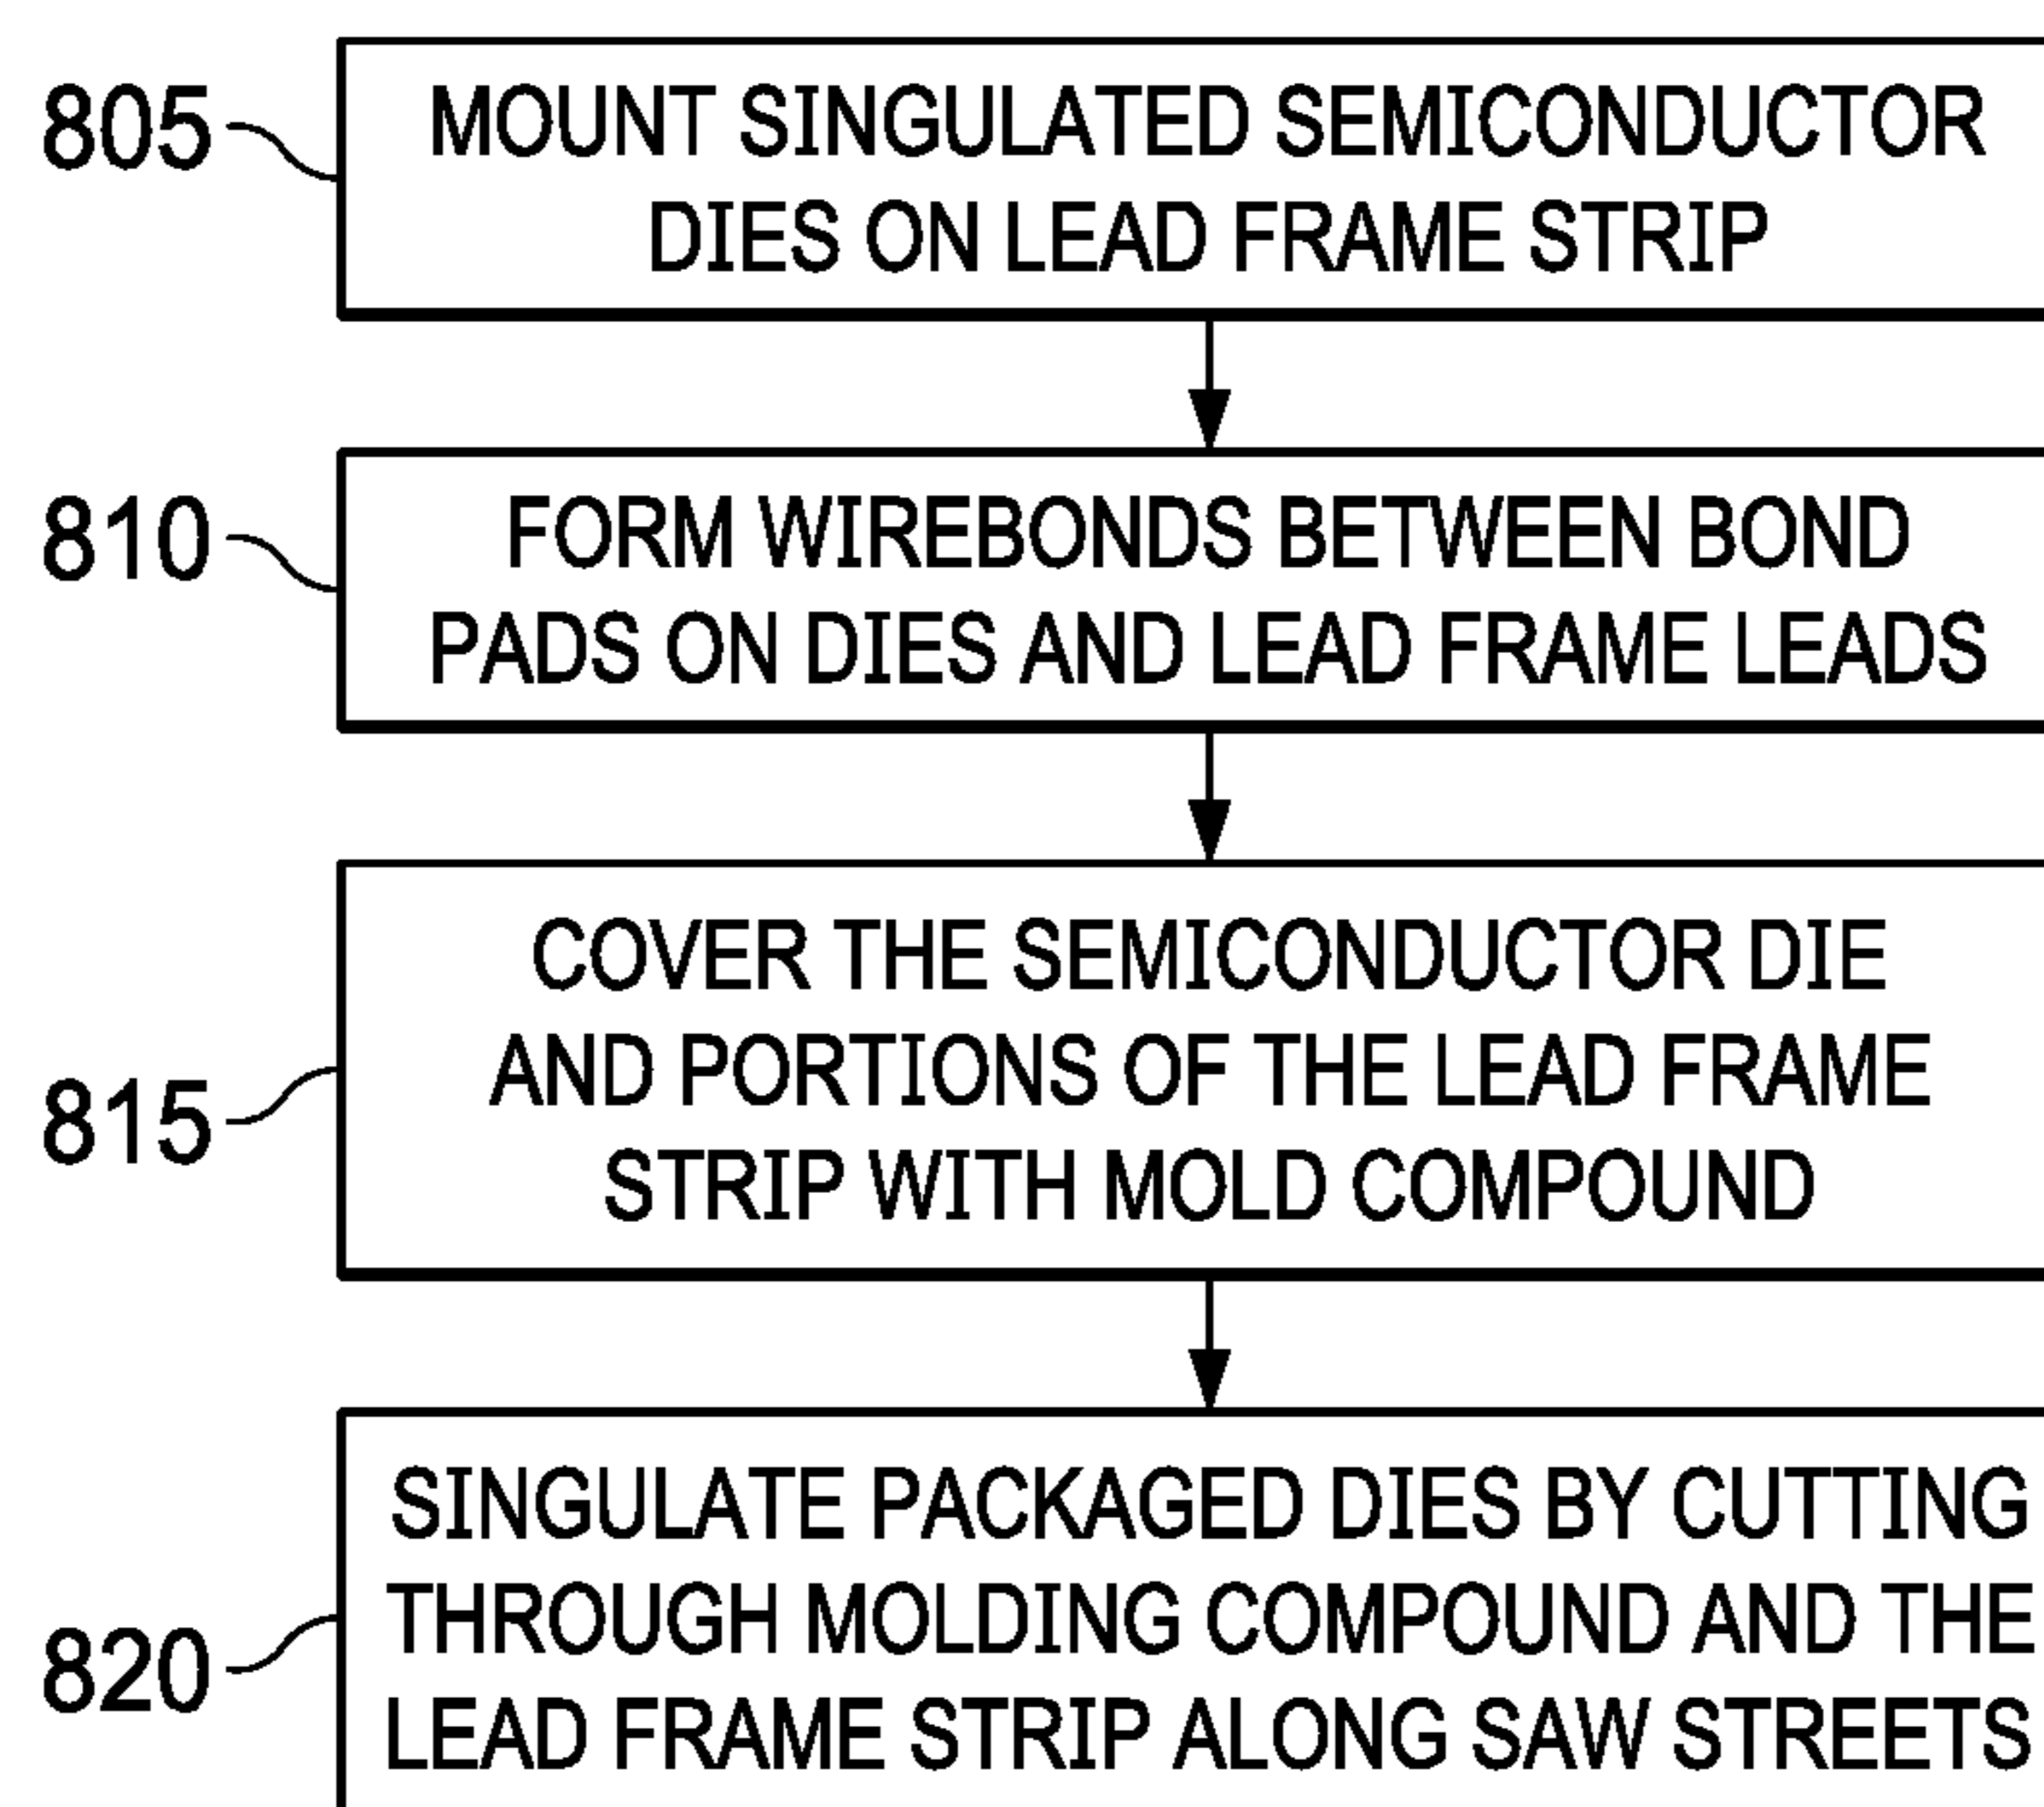 805
MOUNT SINGULATED SEMICONDUCTOR
DIES ON LEAD FRAME STRIP
810
FORM WIREBONDS BETWEEN BOND
PADS ON DIES AND LEAD FRAME LEADS
815
COVER THE SEMICONDUCTOR DIE
AND PORTIONS OF THE LEAD FRAME
STRIP WITH MOLD COMPOUND
820
SINGULATE PACKAGED DIES BY CUTTING
THROUGH MOLDING COMPOUND AND THE
LEAD FRAME STRIP ALONG SAW STREETS